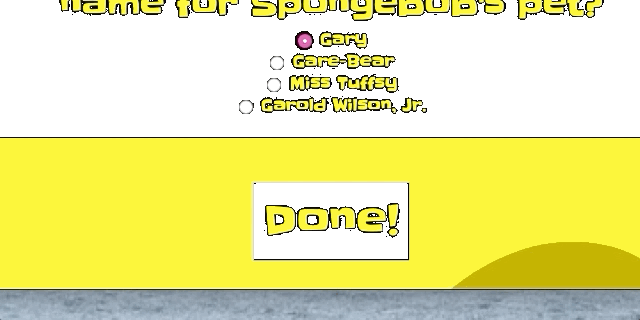 name for SpongeBob's pet?
Gary
Gare-Bear
Miss Tuffsy
Garold Wilson, Jr.
Done!